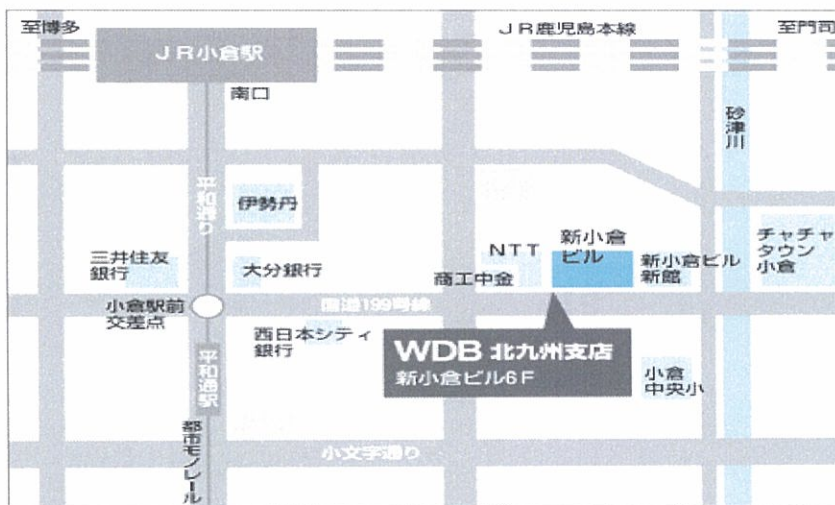 至博多
JR小倉駅
JR鹿児島本線
至門司
南口
砂津川
平和通り
伊勢丹
三井住友
銀行
大分銀行
NTT
新小倉
ビル
新小倉ビル
新館
チャチャ
タウン
小倉
商工中金
小倉駅前
交差点
国道199号線
西日本シティ
銀行
WDB 北九州支店
新小倉ビル6F
小倉
中央小
平和通駅
都市モノレール
小文字通り